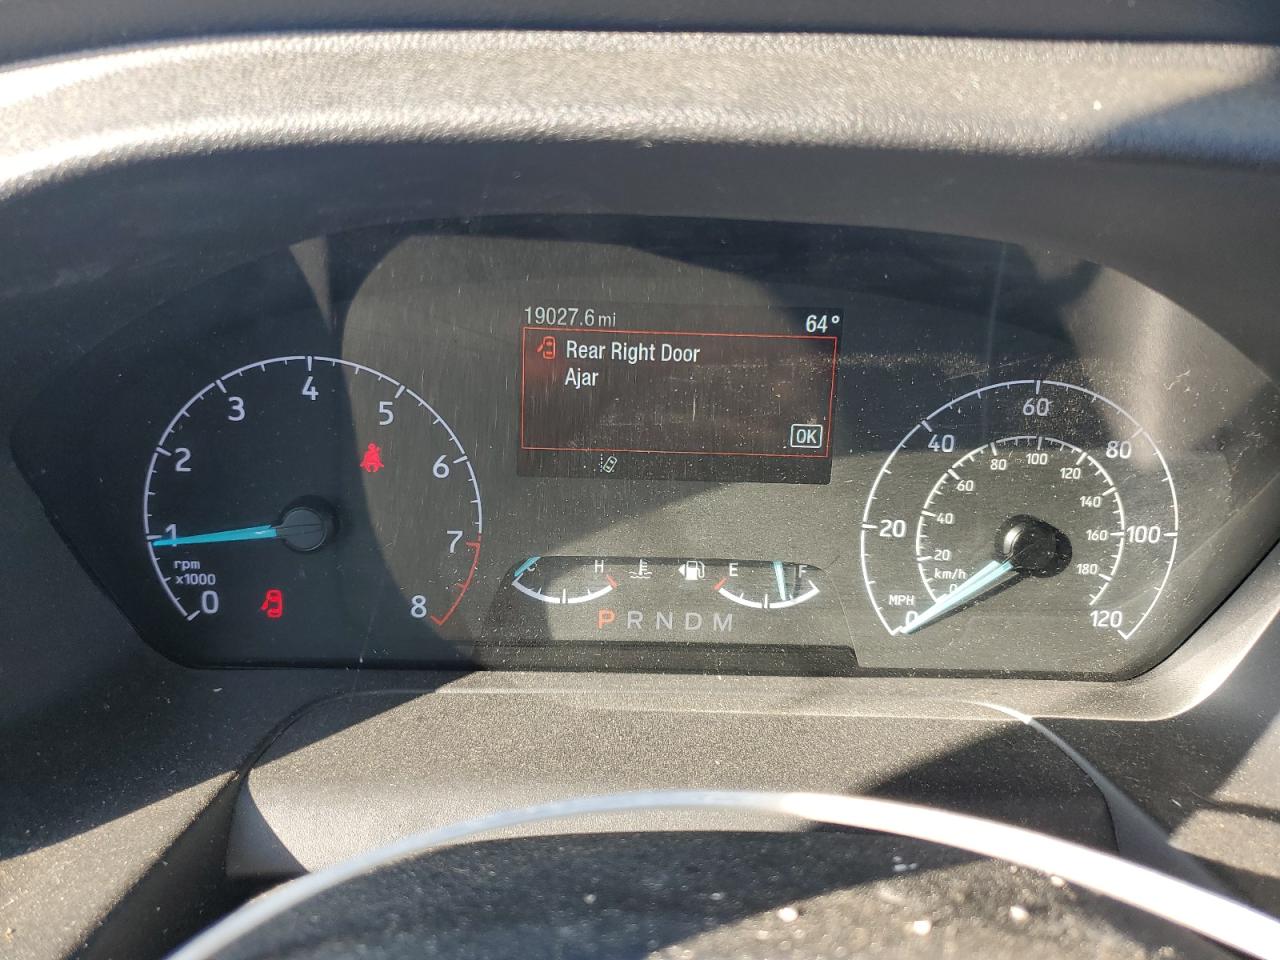 19027.6 mi 64°
Rear Right Door
Ajar
OK
0 1 2 3 4 5 6 7 8
rpm
x1000
C H E F
P R N D M
0 20 40 60 80 100 120
MPH
0 20 40 60 80 100 120 140 160 180
km/h